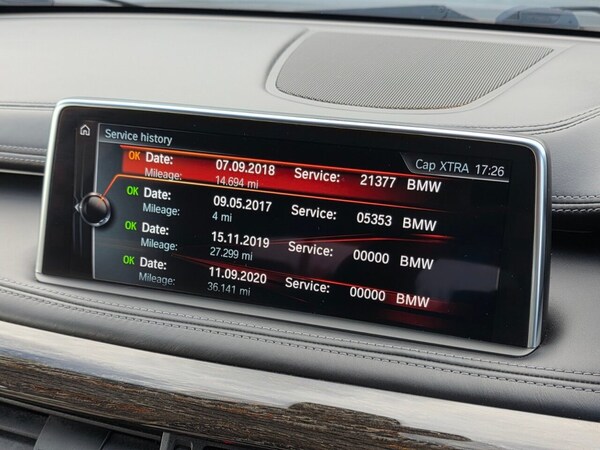 Service history
Cap XTRA 17:26
OK Date: 07.09.2018 Service: 21377 BMW
Mileage: 14.694 mi
OK Date: 09.05.2017 Service: 05353 BMW
Mileage: 4 mi
OK Date: 15.11.2019 Service: 00000 BMW
Mileage: 27.299 mi
OK Date: 11.09.2020 Service: 00000 BMW
Mileage: 36.141 mi